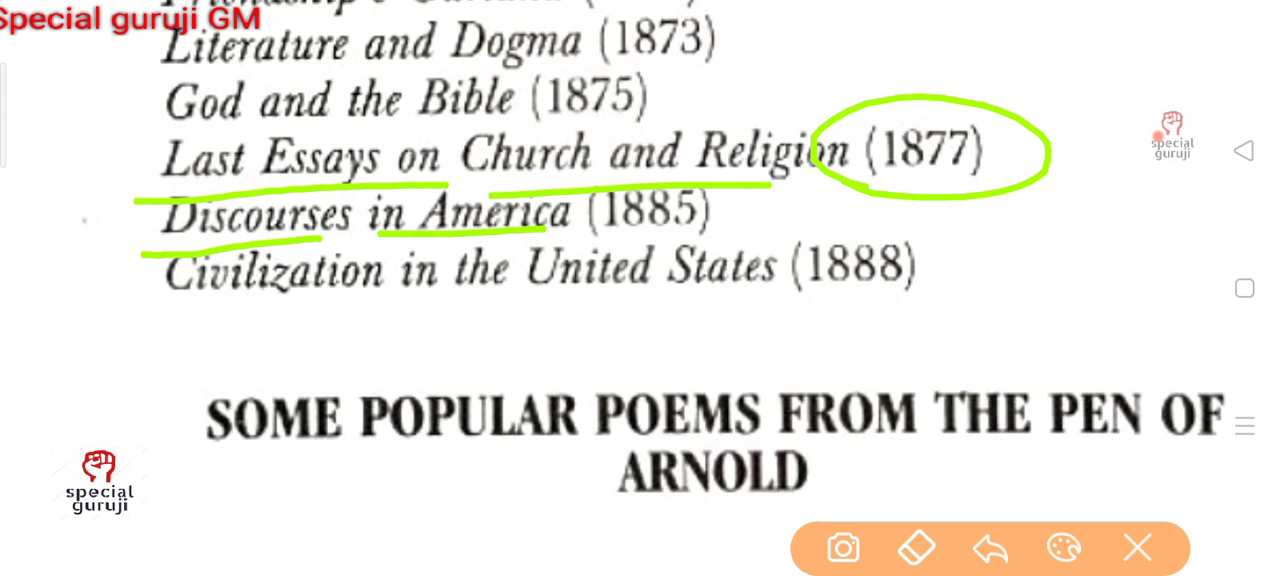 Special guruji GM
Literature and Dogma (1873)
God and the Bible (1875)
Last Essays on Church and Religion (1877)
special
guruji
Discourses in America (1885)
Civilization in the United States (1888)
SOME POPULAR POEMS FROM THE PEN OF
ARNOLD
special
guruji